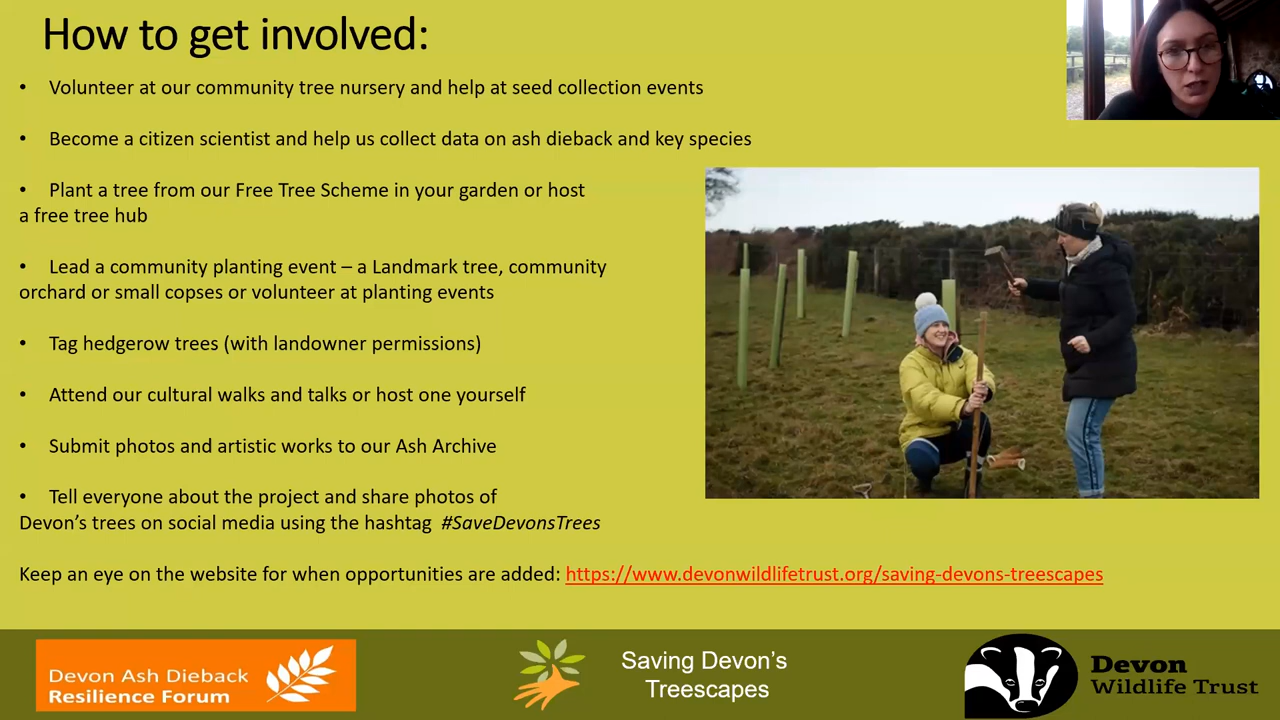 How to get involved:
• Volunteer at our community tree nursery and help at seed collection events
• Become a citizen scientist and help us collect data on ash dieback and key species
• Plant a tree from our Free Tree Scheme in your garden or host
a free tree hub
• Lead a community planting event – a Landmark tree, community
orchard or small copses or volunteer at planting events
• Tag hedgerow trees (with landowner permissions)
• Attend our cultural walks and talks or host one yourself
• Submit photos and artistic works to our Ash Archive
• Tell everyone about the project and share photos of
Devon’s trees on social media using the hashtag #SaveDevonsTrees
Keep an eye on the website for when opportunities are added: https://www.devonwildlifetrust.org/saving-devons-treescapes
Devon Ash Dieback
Resilience Forum
Saving Devon’s
Treescapes
Devon
Wildlife Trust